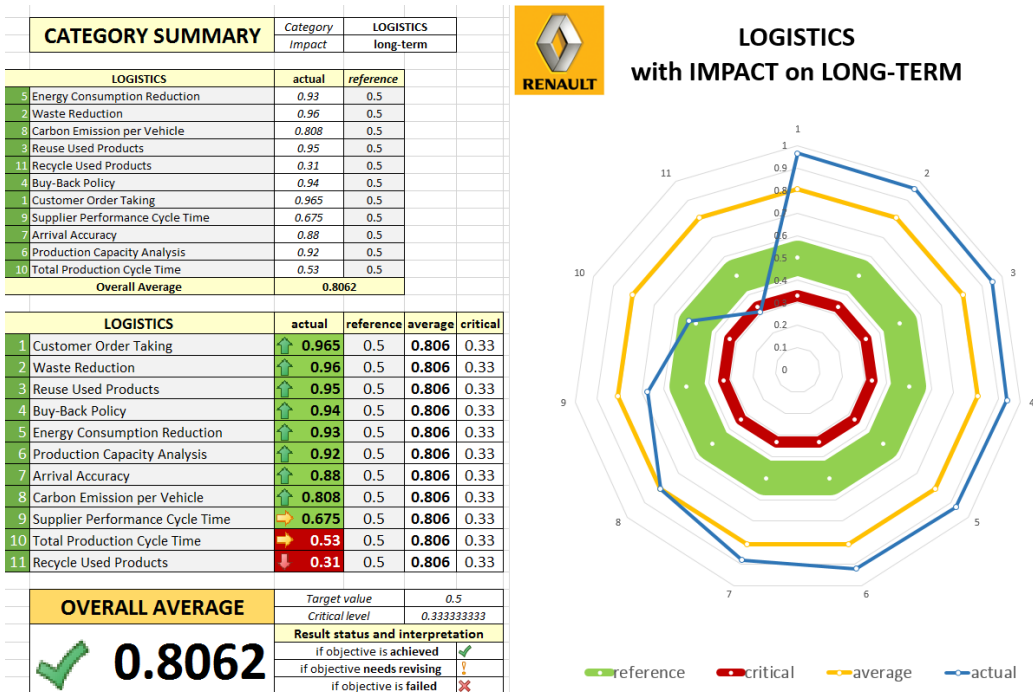 CATEGORY SUMMARY
Category LOGISTICS
Impact long-term
LOGISTICS actual reference
5 Energy Consumption Reduction 0.93 0.5
2 Waste Reduction 0.96 0.5
8 Carbon Emission per Vehicle 0.808 0.5
3 Reuse Used Products 0.95 0.5
11 Recycle Used Products 0.31 0.5
4 Buy-Back Policy 0.94 0.5
1 Customer Order Taking 0.965 0.5
9 Supplier Performance Cycle Time 0.675 0.5
7 Arrival Accuracy 0.88 0.5
6 Production Capacity Analysis 0.92 0.5
10 Total Production Cycle Time 0.53 0.5
Overall Average 0.8062
LOGISTICS actual reference average critical
1 Customer Order Taking 0.965 0.5 0.806 0.33
2 Waste Reduction 0.96 0.5 0.806 0.33
3 Reuse Used Products 0.95 0.5 0.806 0.33
4 Buy-Back Policy 0.94 0.5 0.806 0.33
5 Energy Consumption Reduction 0.93 0.5 0.806 0.33
6 Production Capacity Analysis 0.92 0.5 0.806 0.33
7 Arrival Accuracy 0.88 0.5 0.806 0.33
8 Carbon Emission per Vehicle 0.808 0.5 0.806 0.33
9 Supplier Performance Cycle Time 0.675 0.5 0.806 0.33
10 Total Production Cycle Time 0.53 0.5 0.806 0.33
11 Recycle Used Products 0.31 0.5 0.806 0.33
OVERALL AVERAGE
Target value 0.5
Critical level 0.333333333
0.8062
Result status and interpretation
if objective is achieved
if objective needs revising
if objective is failed
RENAULT
LOGISTICS
with IMPACT on LONG-TERM
1
2
3
4
5
6
7
8
9
10
11
1
0.9
0.8
0.7
0.6
0.5
0.4
0.3
0.2
0.1
0
reference critical average actual